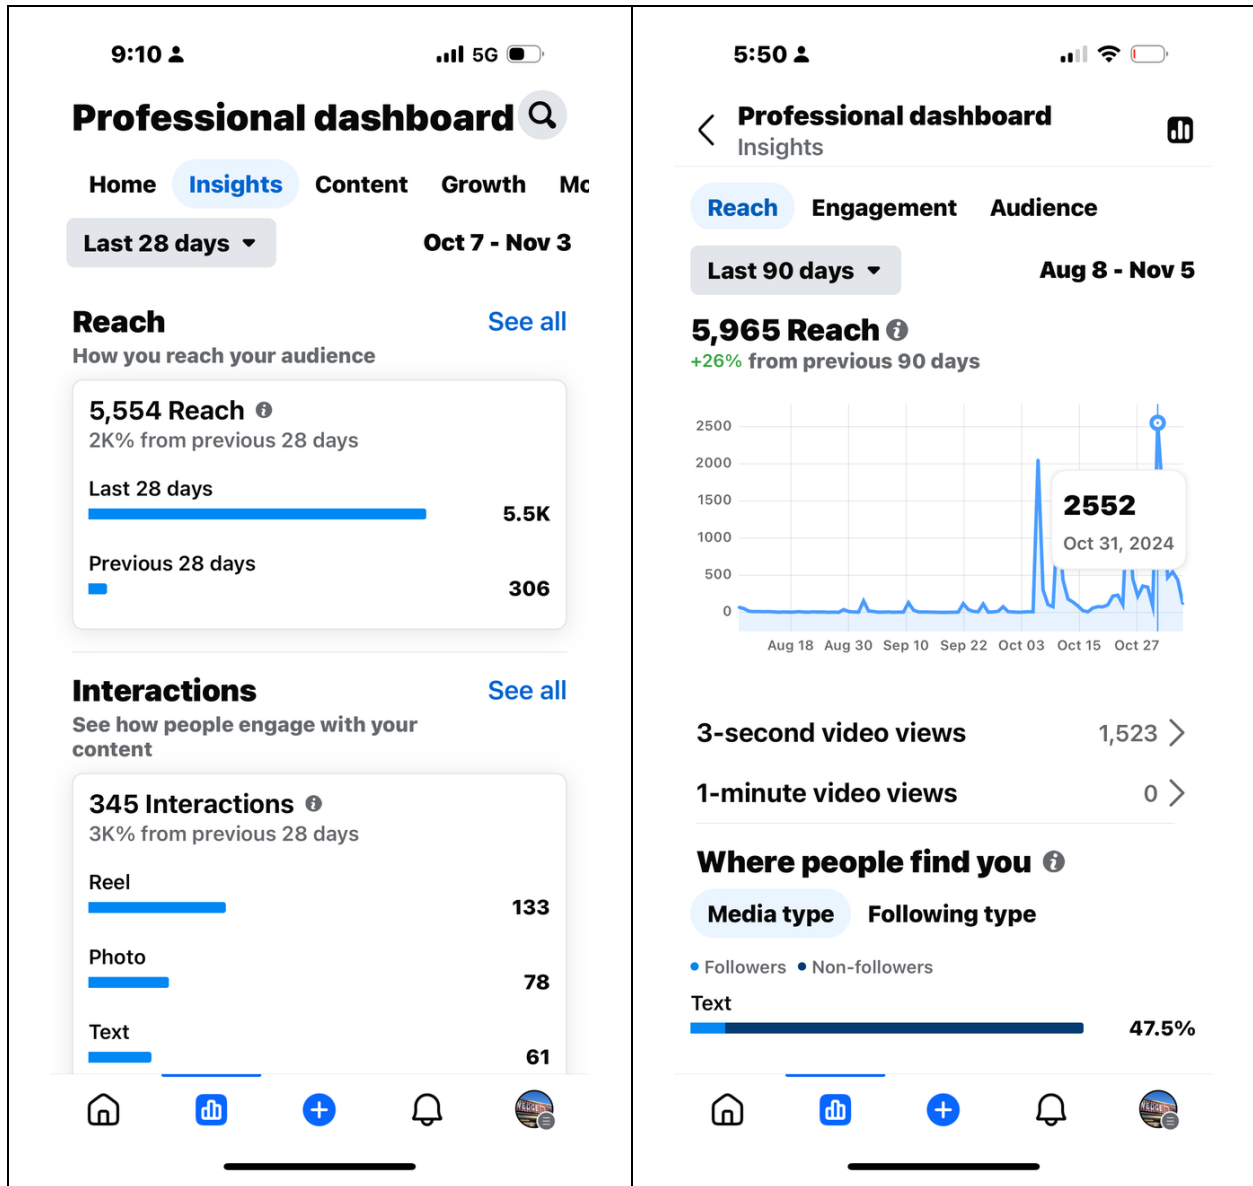 9:10
5G
Professional dashboard
Home Insights Content Growth Mo
Last 28 days
Oct 7 - Nov 3
Reach
See all
How you reach your audience
5,554 Reach
2K% from previous 28 days
Last 28 days
5.5K
Previous 28 days
306
Interactions
See all
See how people engage with your
content
345 Interactions
3K% from previous 28 days
Reel
133
Photo
78
Text
61
5:50
Professional dashboard
Insights
Reach Engagement Audience
Last 90 days
Aug 8 - Nov 5
5,965 Reach
+26% from previous 90 days
2500
2000
1500
1000
500
0
2552
Oct 31, 2024
Aug 18 Aug 30 Sep 10 Sep 22 Oct 03 Oct 15 Oct 27
3-second video views
1,523
1-minute video views
0
Where people find you
Media type Following type
Followers Non-followers
Text
47.5%